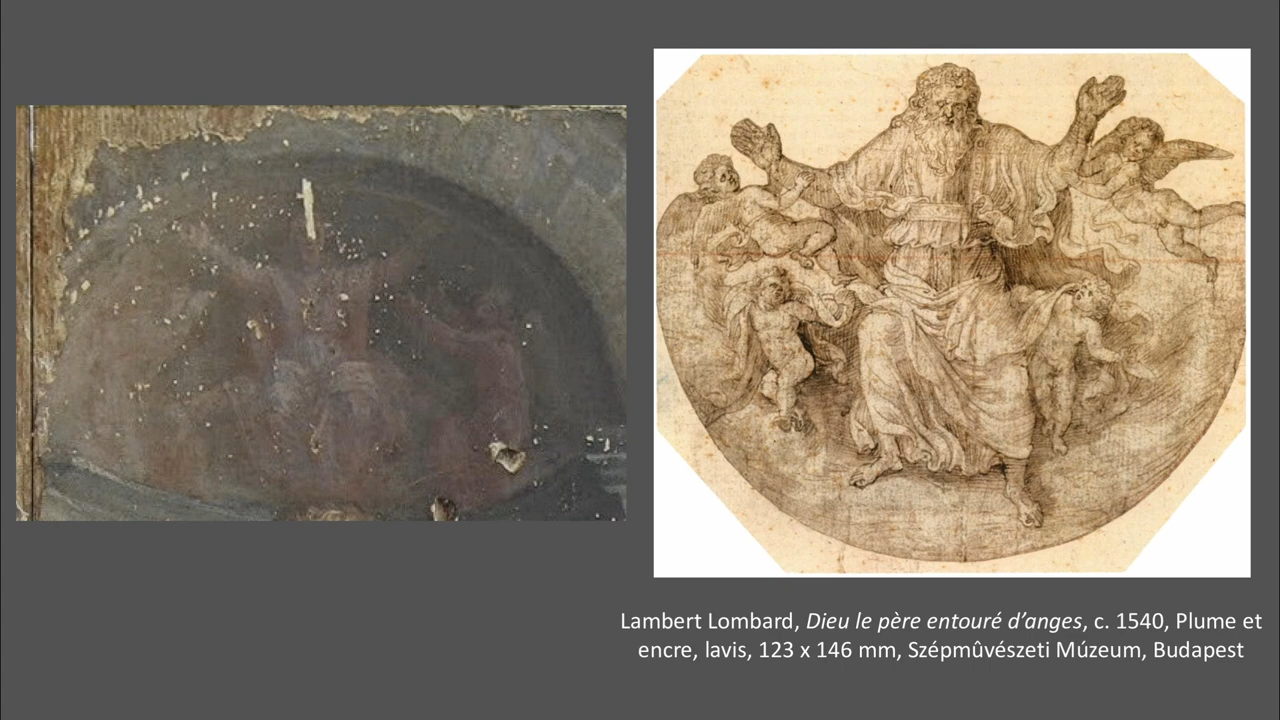 Lambert Lombard, Dieu le père entouré d’anges, c. 1540, Plume et
encre, lavis, 123 x 146 mm, Szépmûvészeti Múzeum, Budapest